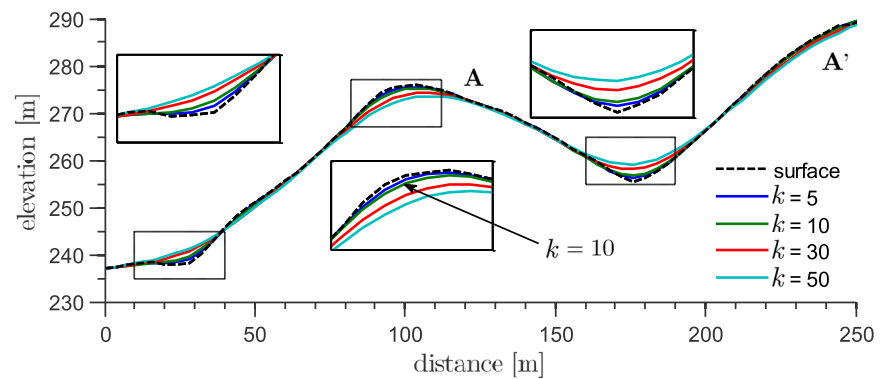 290
280
270
260
250
240
230
elevation [m]
A
A'
surface
k = 5
k = 10
k = 30
k = 50
k = 10
0
50
100
150
200
250
distance [m]